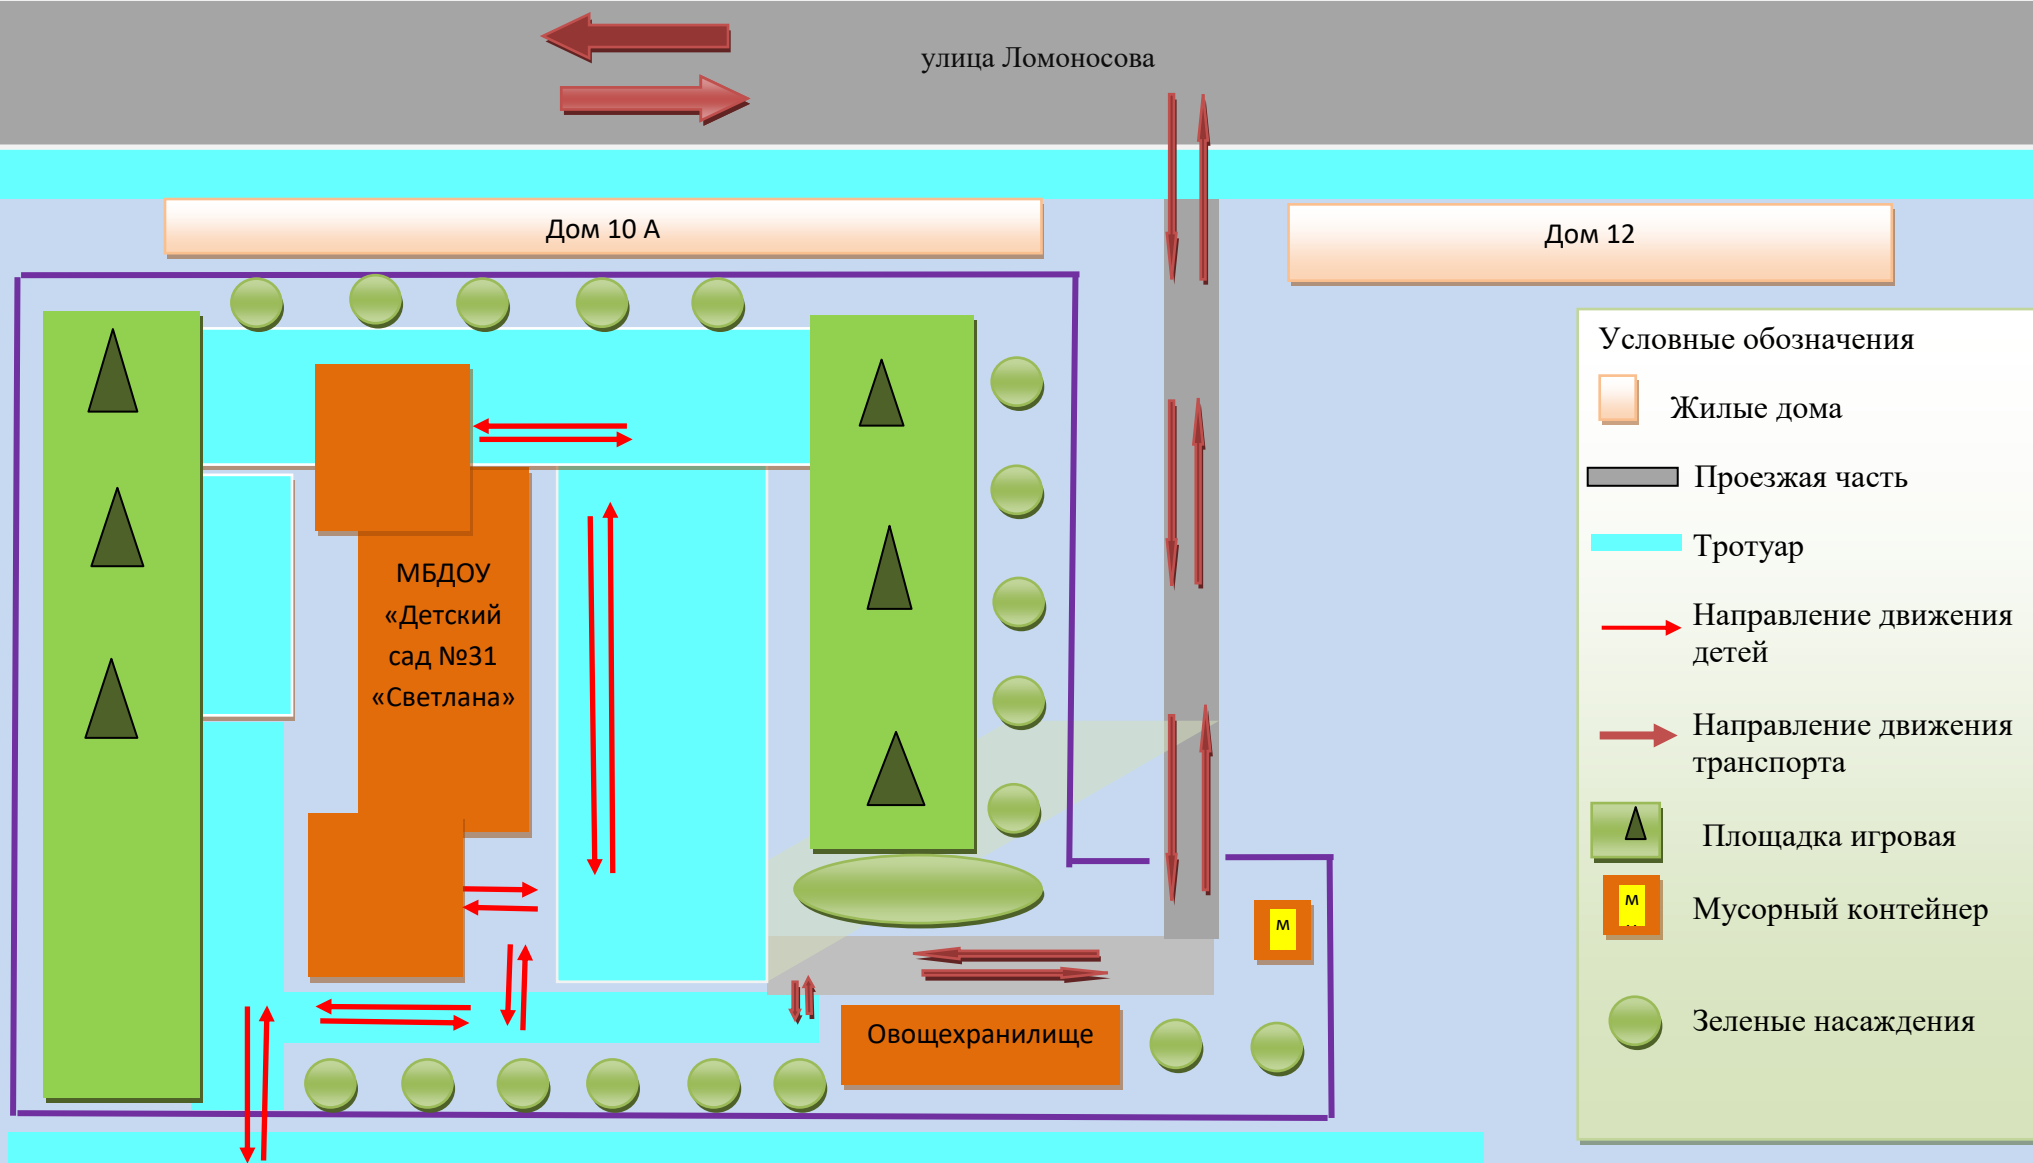 улица Ломоносова
Дом 10 А
Дом 12
Условные обозначения
Жилые дома
Проезжая часть
Тротуар
Направление движения
детей
Направление движения
транспорта
Площадка игровая
М
Мусорный контейнер
Зеленые насаждения
МБДОУ
«Детский
сад №31
«Светлана»
М
Овощехранилище